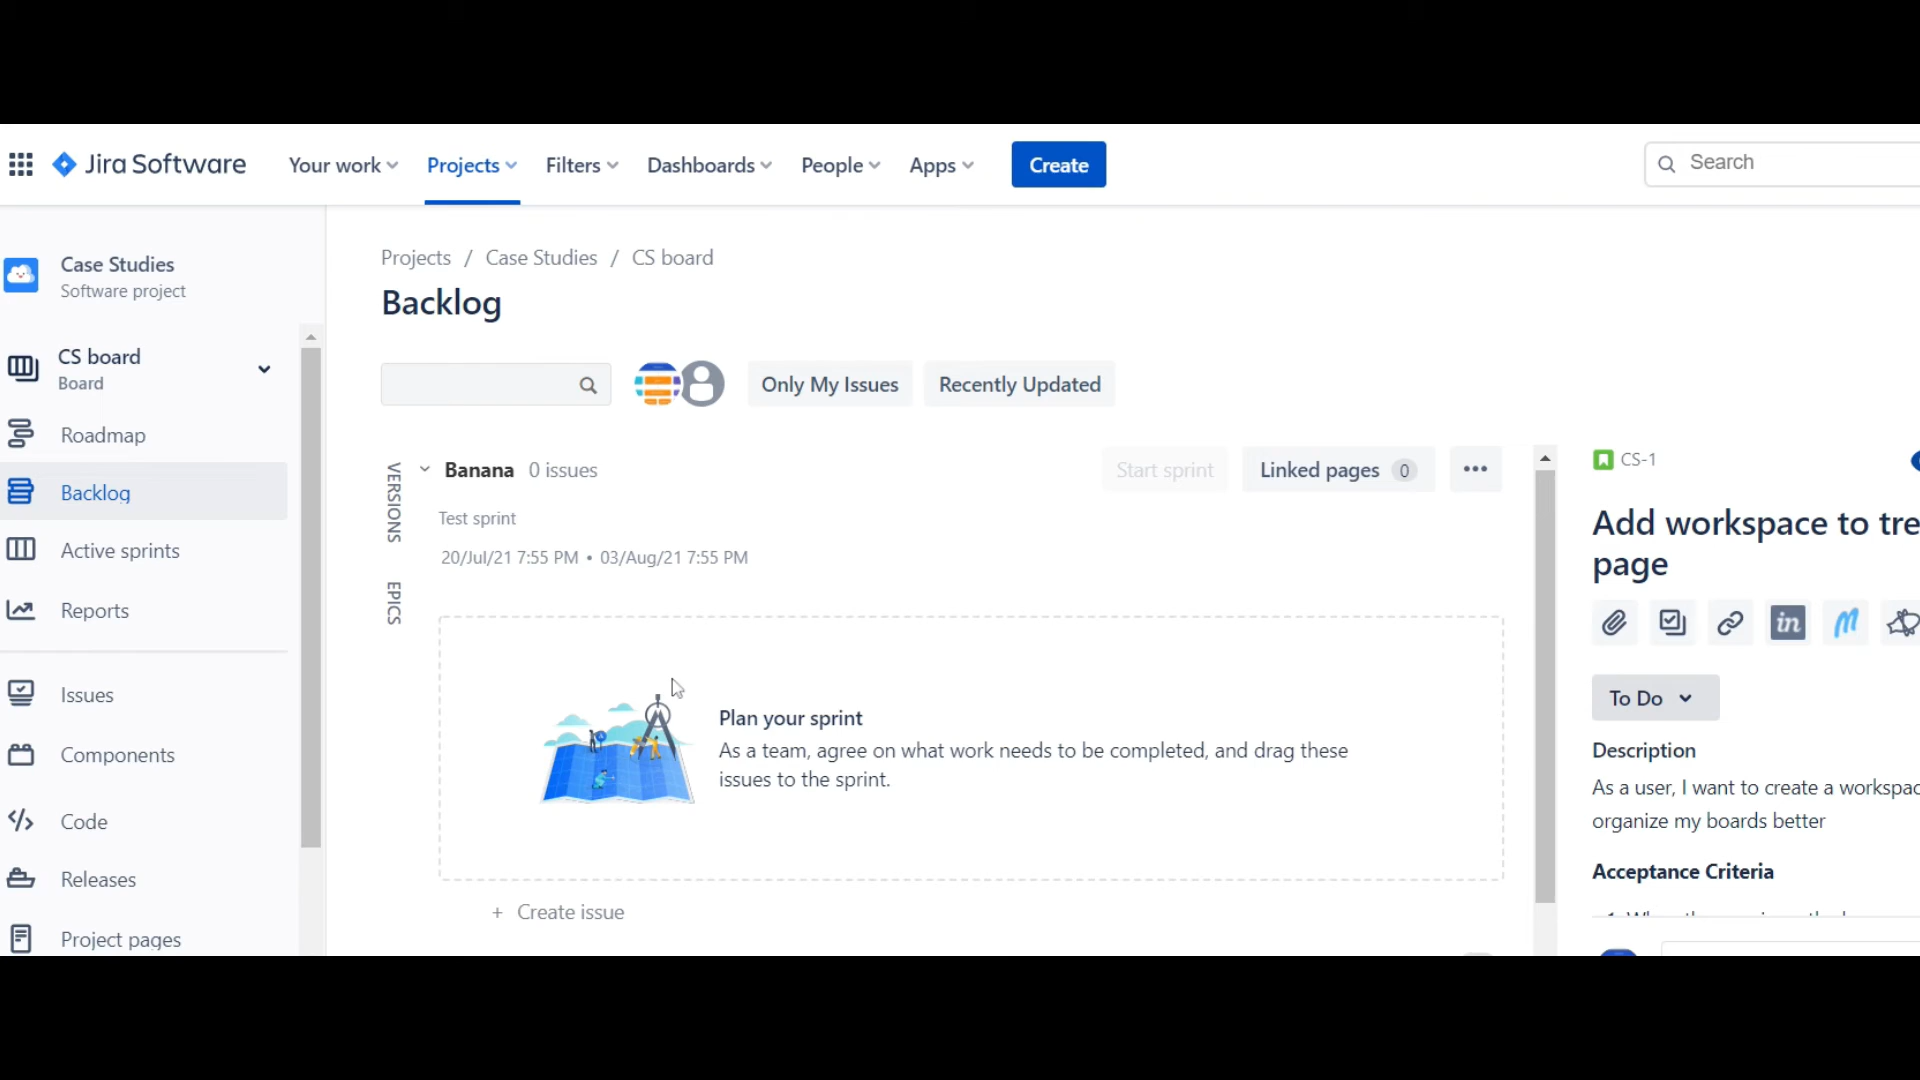 Jira Software
Your work
Projects
Filters
Dashboards
People
Apps
Create
Search
Case Studies
Software project
CS board
Board
Roadmap
Backlog
Active sprints
Reports
Issues
Components
Code
Releases
Project pages
Projects / Case Studies / CS board
Backlog
Only My Issues
Recently Updated
VERSIONS
EPICS
Banana 0 issues
Start sprint
Linked pages 0
Test sprint
20/Jul/21 7:55 PM • 03/Aug/21 7:55 PM
Plan your sprint
As a team, agree on what work needs to be completed, and drag these
issues to the sprint.
+ Create issue
CS-1
Add workspace to
page
in
To Do
Description
As a user, I want to create a
organize my boards better
Acceptance Criteria